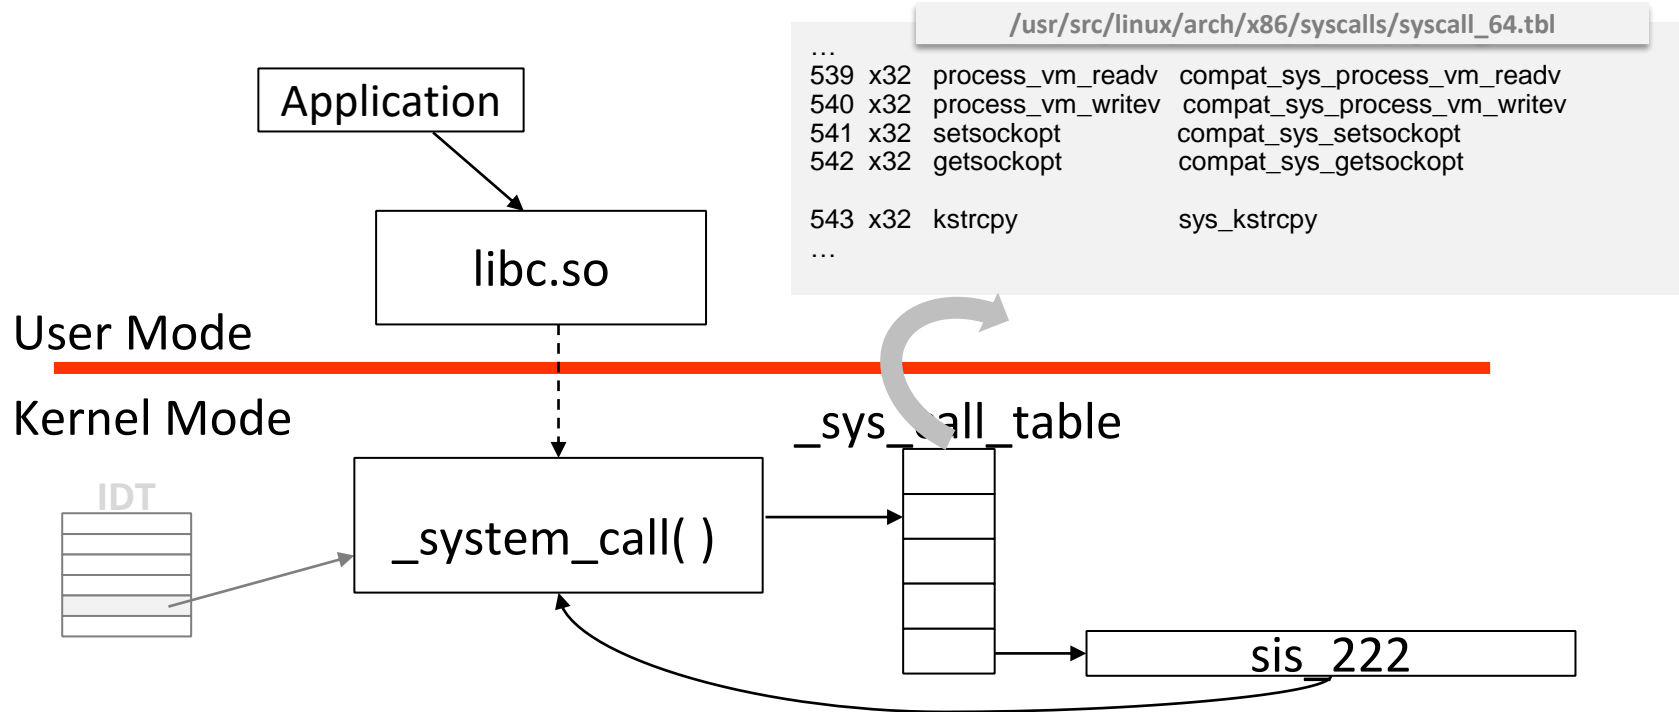 /usr/src/linux/arch/x86/syscalls/syscall_64.tbl
…
539 x32 process_vm_readv compat_sys_process_vm_readv
540 x32 process_vm_writev compat_sys_process_vm_writev
541 x32 setsockopt compat_sys_setsockopt
542 x32 getsockopt compat_sys_getsockopt
543 x32 kstrcpy sys_kstrcpy
…
Application
libc.so
User Mode
Kernel Mode
_sys_call_table
IDT
_system_call( )
sis_222